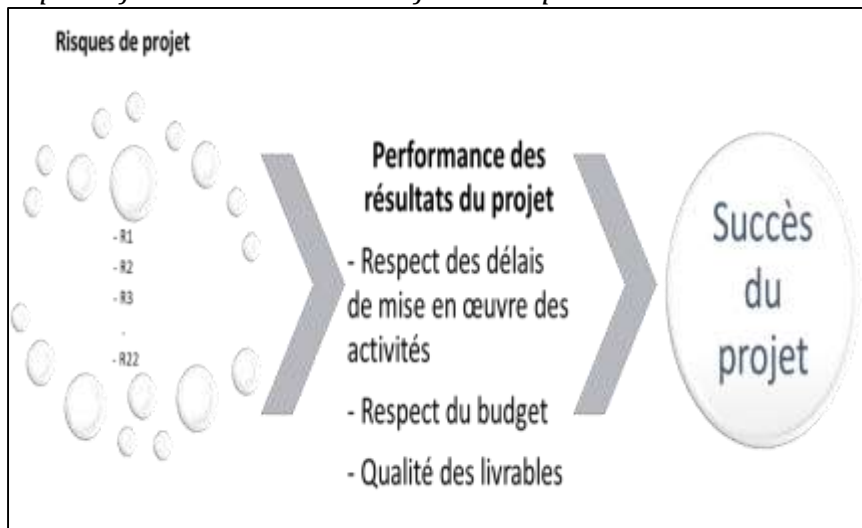 Risques de projet
- R1
- R2
- R3
-
- R22
Performance des
résultats du projet
- Respect des délais
de mise en œuvre des
activités
- Respect du budget
- Qualité des livrables
Succès
du
projet